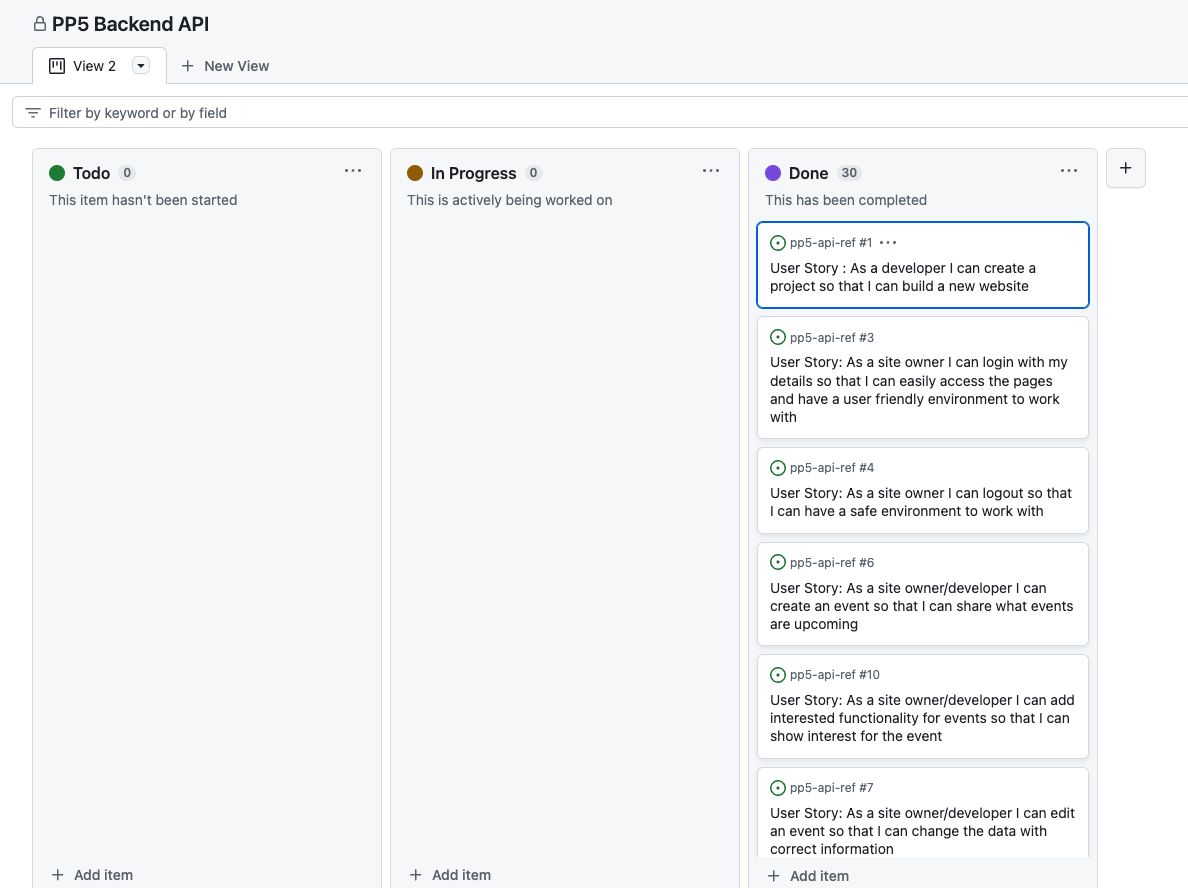 PP5 Backend API
View 2
New View
Filter by keyword or by field
Todo 0
This item hasn't been started
Add item
In Progress 0
This is actively being worked on
Add item
Done 30
This has been completed
pp5-api-ref #1
User Story : As a developer I can create a
project so that I can build a new website
pp5-api-ref #3
User Story: As a site owner I can login with my
details so that I can easily access the pages
and have a user friendly environment to work
with
pp5-api-ref #4
User Story: As a site owner I can logout so that
I can have a safe environment to work with
pp5-api-ref #6
User Story: As a site owner/developer I can
create an event so that I can share what events
are upcoming
pp5-api-ref #10
User Story: As a site owner/developer I can add
interested functionality for events so that I can
show interest for the event
pp5-api-ref #7
User Story: As a site owner/developer I can edit
an event so that I can change the data with
correct information
Add item